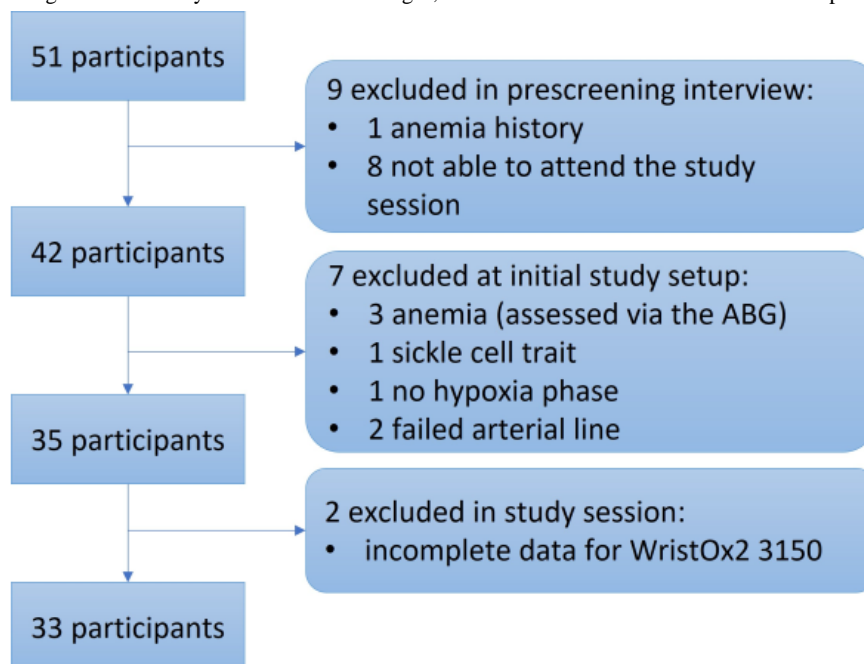 51 participants
9 excluded in prescreening interview:
• 1 anemia history
• 8 not able to attend the study
session
42 participants
7 excluded at initial study setup:
• 3 anemia (assessed via the ABG)
• 1 sickle cell trait
• 1 no hypoxia phase
• 2 failed arterial line
35 participants
2 excluded in study session:
• incomplete data for WristOx2 3150
33 participants